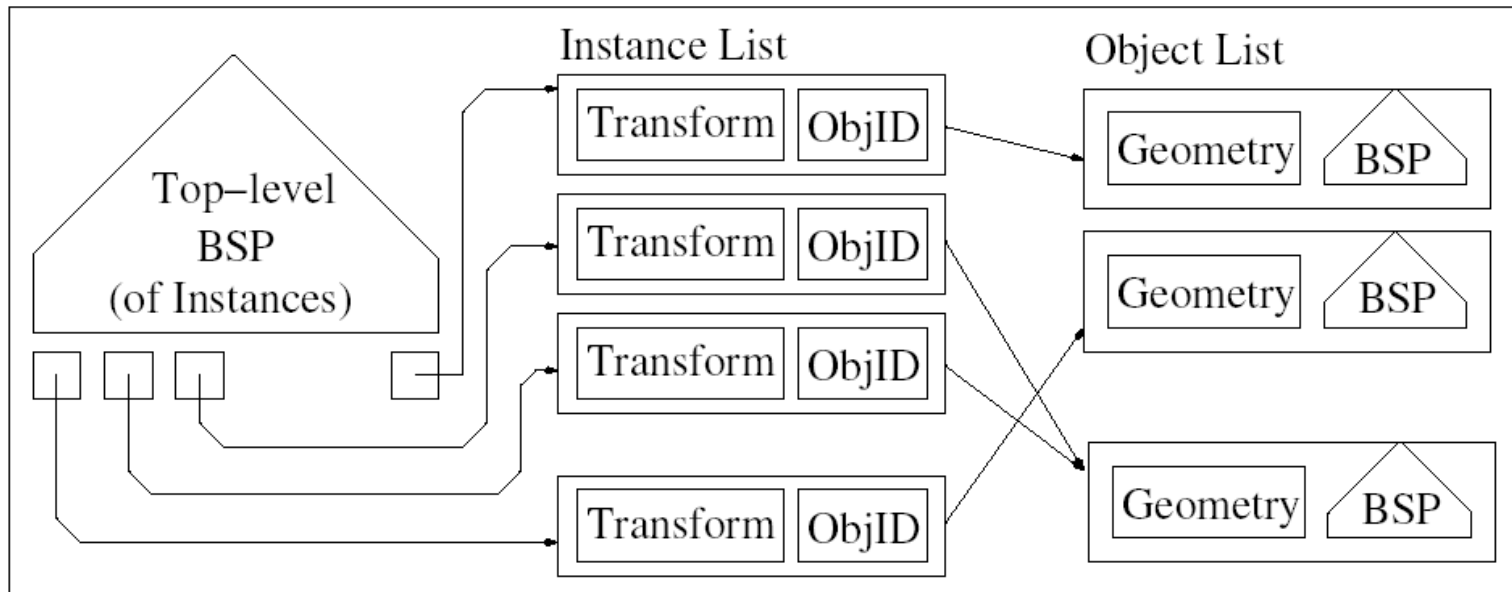 Instance List
Object List
Top–level
BSP
(of Instances)
Transform
ObjID
Transform
ObjID
Transform
ObjID
Transform
ObjID
Geometry
BSP
Geometry
BSP
Geometry
BSP